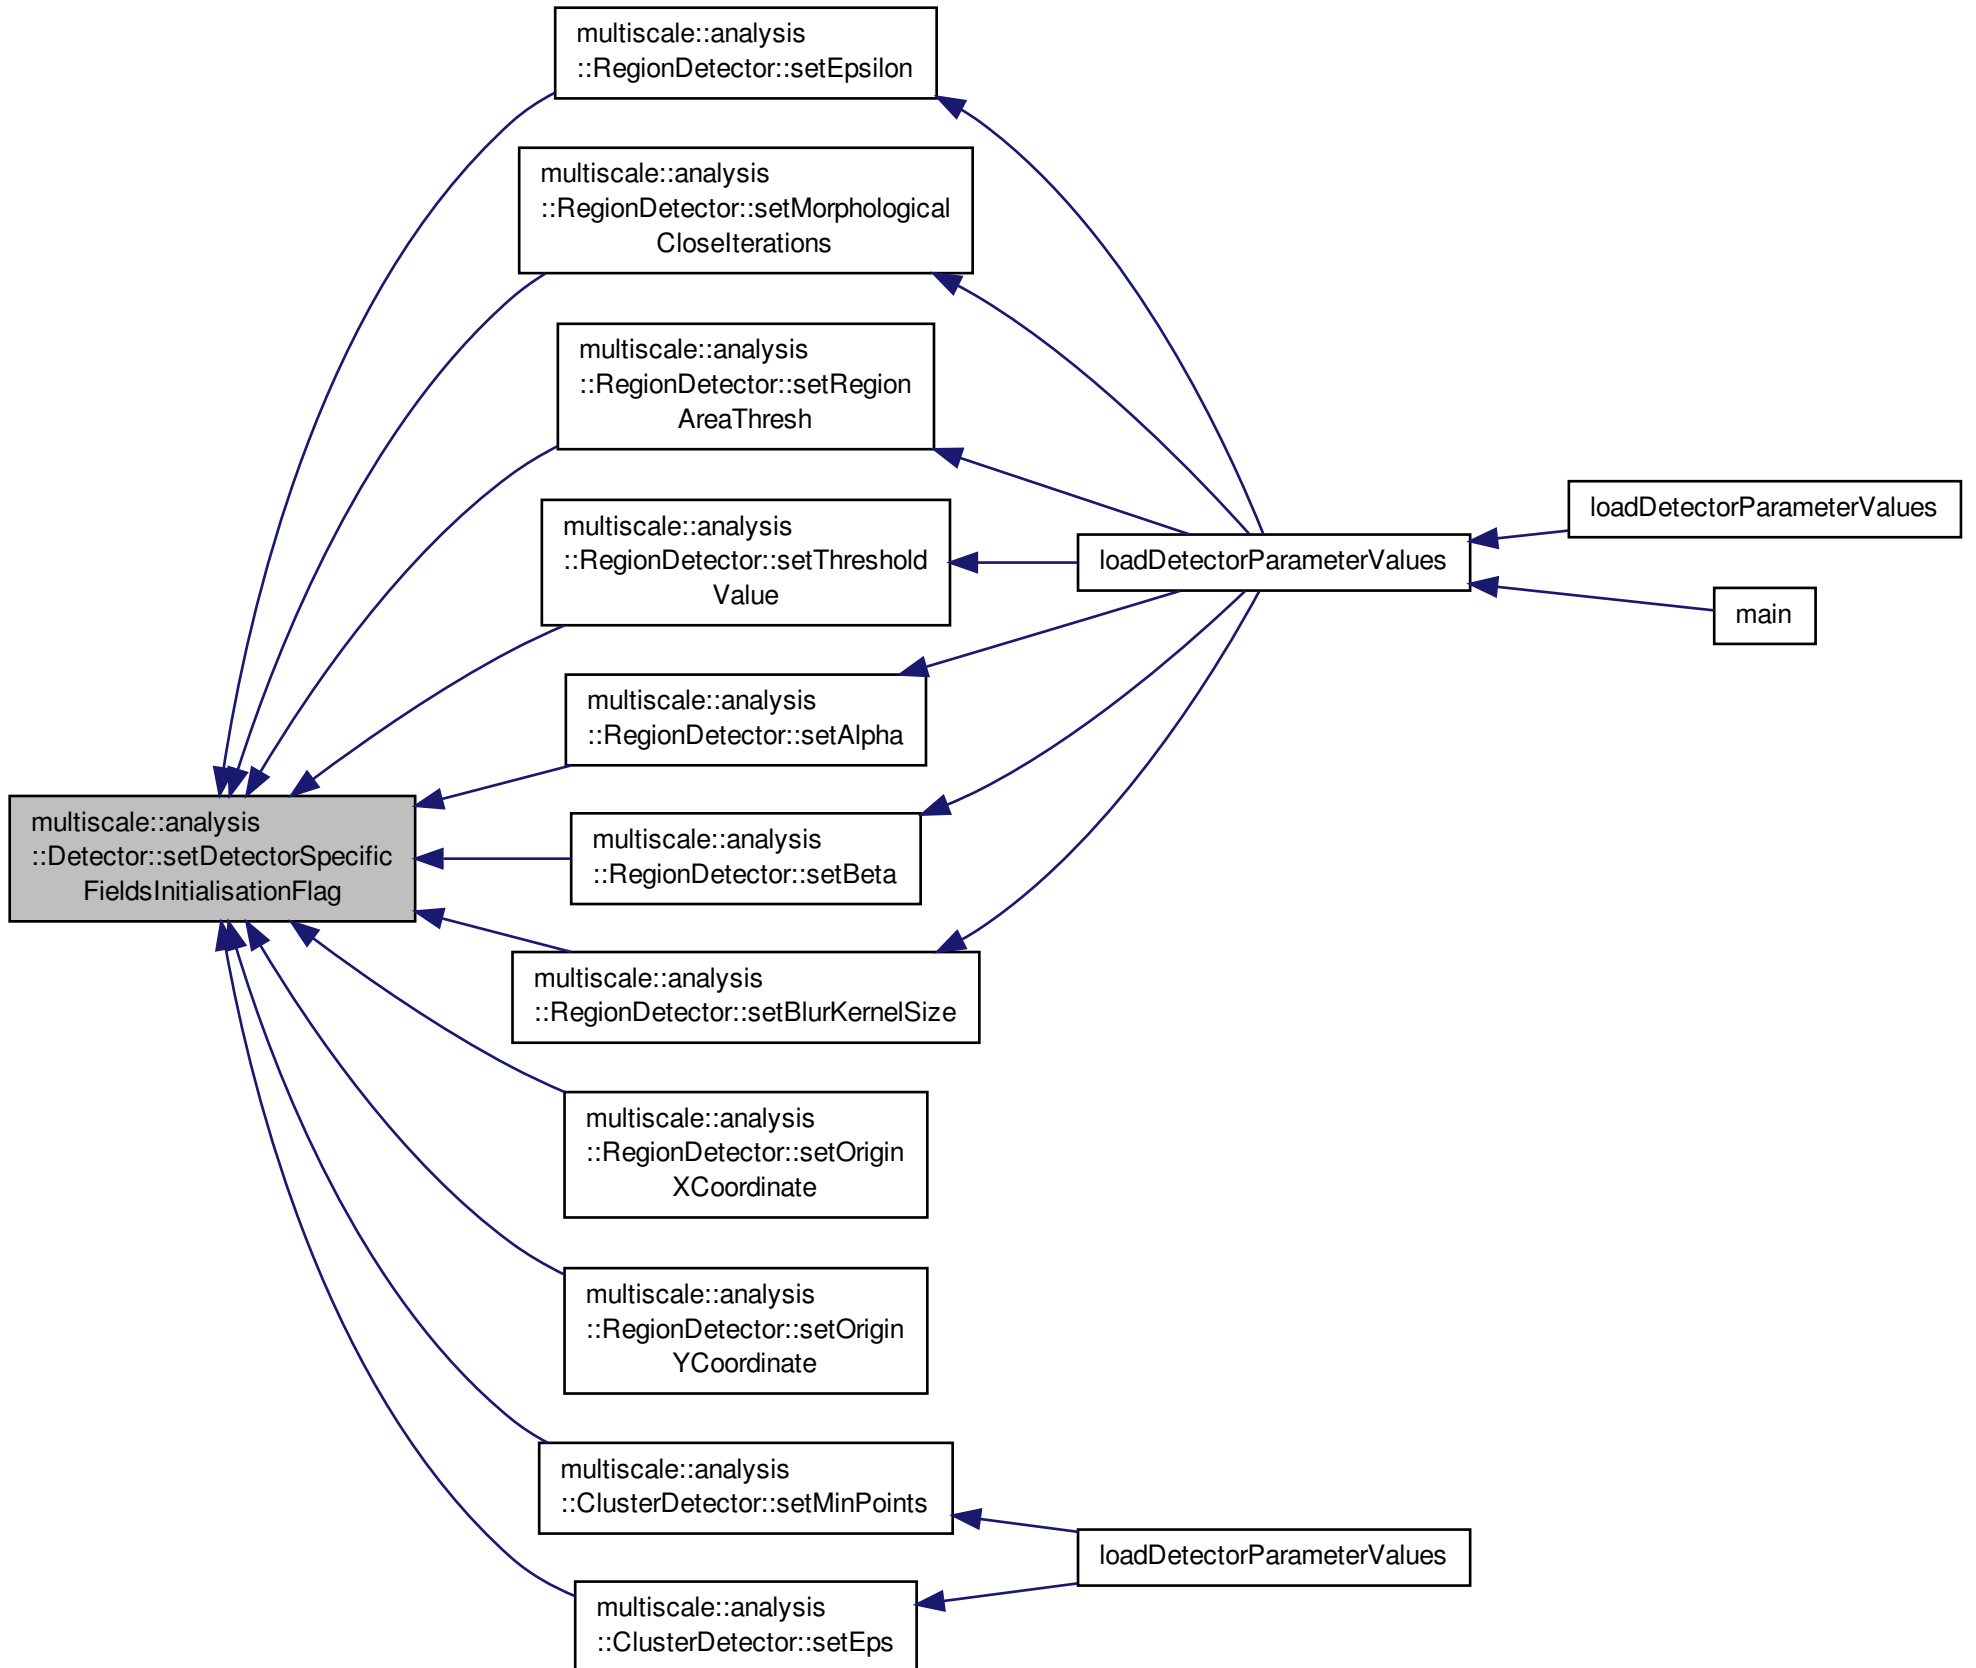 multiscale::analysis
::RegionDetector::setEpsilon
multiscale::analysis
::RegionDetector::setMorphological
CloseIterations
multiscale::analysis
::RegionDetector::setRegion
AreaThresh
multiscale::analysis
::RegionDetector::setThreshold
Value
loadDetectorParameterValues
loadDetectorParameterValues
main
multiscale::analysis
::RegionDetector::setAlpha
multiscale::analysis
::Detector::setDetectorSpecific
FieldsInitialisationFlag
multiscale::analysis
::RegionDetector::setBeta
multiscale::analysis
::RegionDetector::setBlurKernelSize
multiscale::analysis
::RegionDetector::setOrigin
XCoordinate
multiscale::analysis
::RegionDetector::setOrigin
YCoordinate
multiscale::analysis
::ClusterDetector::setMinPoints
loadDetectorParameterValues
multiscale::analysis
::ClusterDetector::setEps